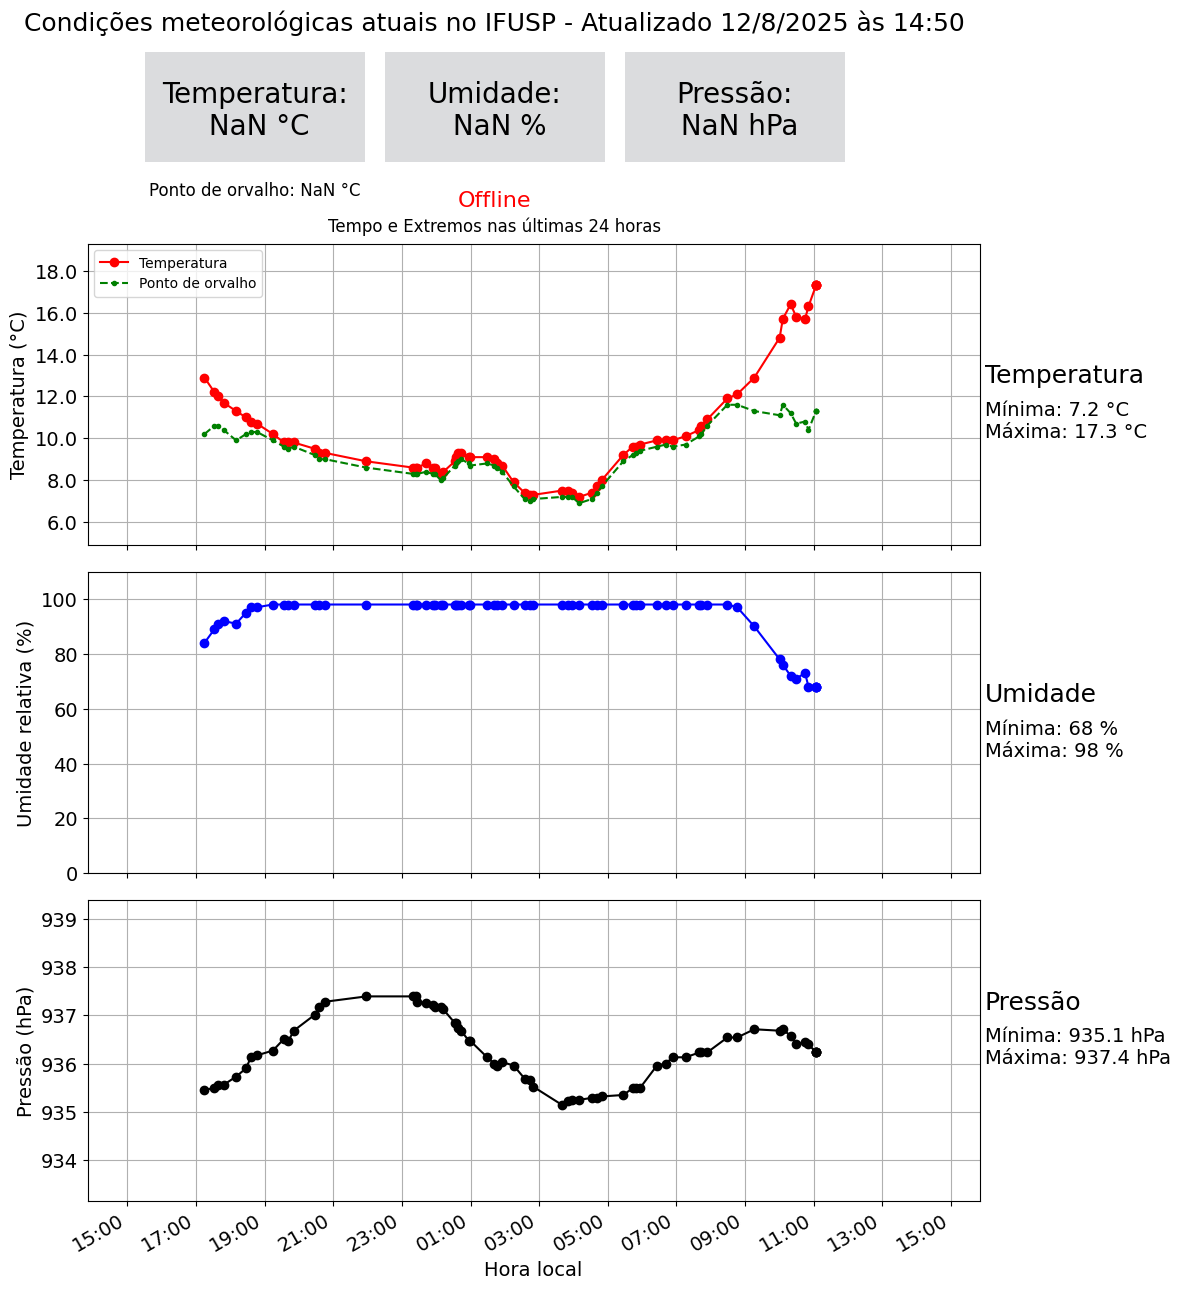 Condições meteorológicas atuais no IFUSP - Atualizado 12/8/2025 às 14:50
Temperatura:
NaN °C
Umidade:
NaN %
Pressão:
NaN hPa
Ponto de orvalho: NaN °C
Offline
Tempo e Extremos nas últimas 24 horas
Temperatura
Ponto de orvalho
Temperatura (°C)
18.0
16.0
14.0
12.0
10.0
8.0
6.0
Temperatura
Mínima: 7.2 °C
Máxima: 17.3 °C
Umidade relativa (%)
100
80
60
40
20
0
Umidade
Mínima: 68 %
Máxima: 98 %
Pressão (hPa)
939
938
937
936
935
934
Pressão
Mínima: 935.1 hPa
Máxima: 937.4 hPa
15:00 17:00 19:00 21:00 23:00 01:00 03:00 05:00 07:00 09:00 11:00 13:00 15:00
Hora local